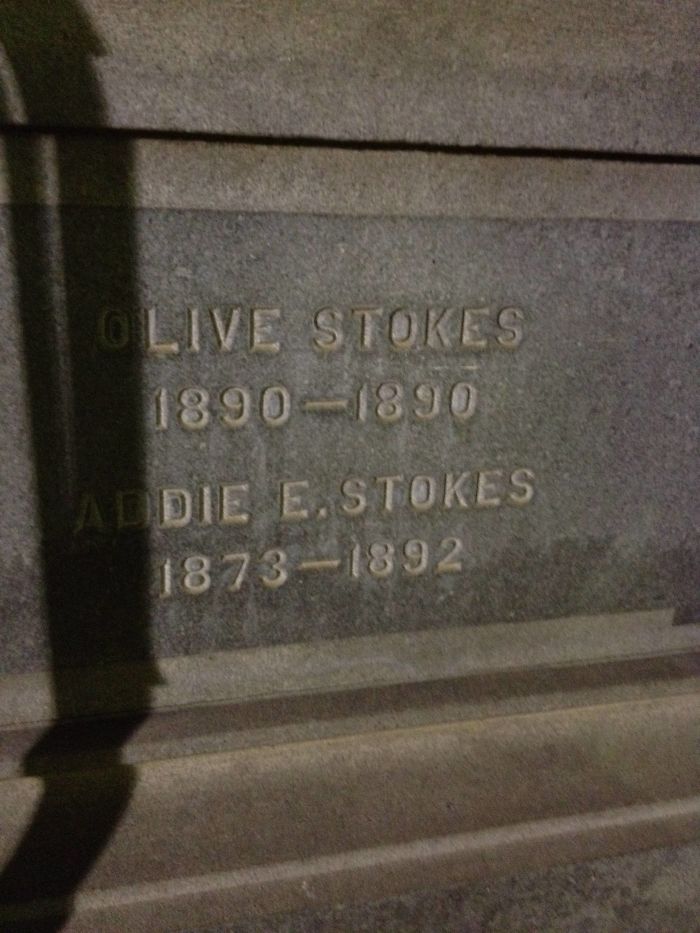 OLIVE STOKES
1890—1890
ADDIE E. STOKES
1873—1892